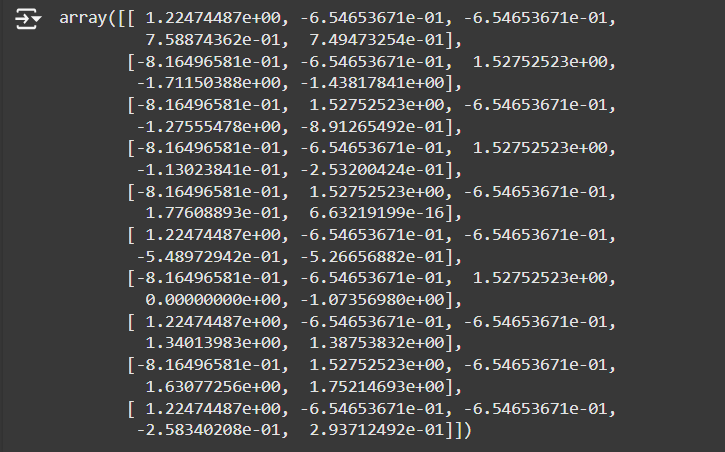 array([[ 1.22474487e+00, -6.54653671e-01, -6.54653671e-01,
7.58874362e-01, 7.49473254e-01],
[-8.16496581e-01, -6.54653671e-01, 1.52752523e+00,
-1.71150388e+00, -1.43817841e+00],
[-8.16496581e-01, 1.52752523e+00, -6.54653671e-01,
-1.27555478e+00, -8.91265492e-01],
[-8.16496581e-01, -6.54653671e-01, 1.52752523e+00,
-1.13023841e-01, -2.53200424e-01],
[-8.16496581e-01, 1.52752523e+00, -6.54653671e-01,
1.77608893e-01, 6.63219199e-16],
[ 1.22474487e+00, -6.54653671e-01, -6.54653671e-01,
-5.48972942e-01, -5.26656882e-01],
[-8.16496581e-01, -6.54653671e-01, 1.52752523e+00,
0.00000000e+00, -1.07356980e+00],
[ 1.22474487e+00, -6.54653671e-01, -6.54653671e-01,
1.34013983e+00, 1.38753832e+00],
[-8.16496581e-01, 1.52752523e+00, -6.54653671e-01,
1.63077256e+00, 1.75214693e+00],
[ 1.22474487e+00, -6.54653671e-01, -6.54653671e-01,
-2.58340208e-01, 2.93712492e-01]])